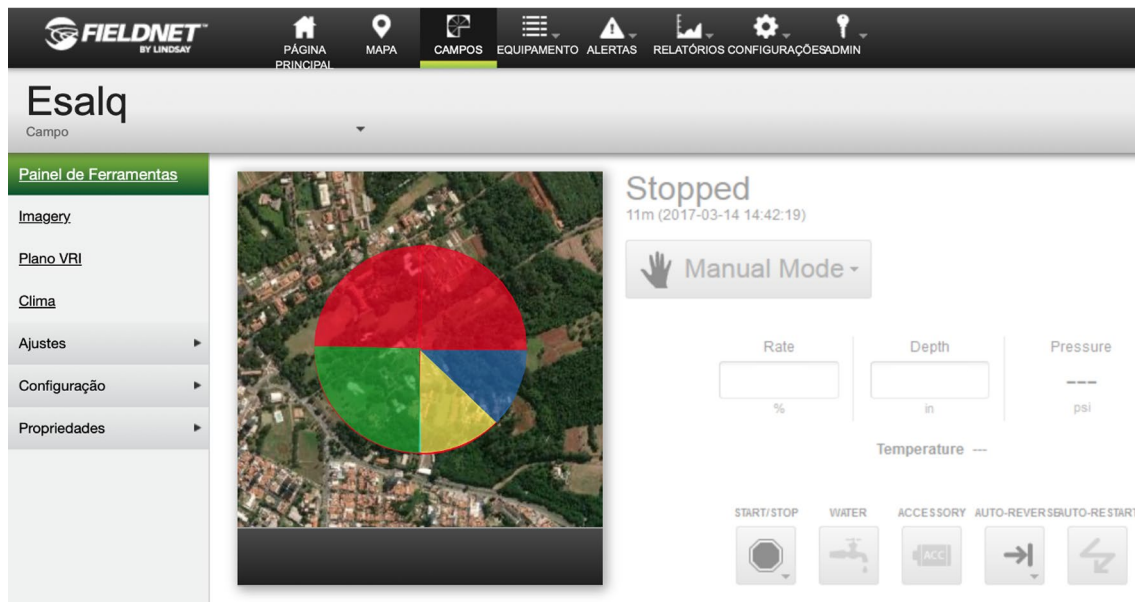 FIELDNET™
BY LINDSAY
PÁGINA PRINCIPAL
MAPA
CAMPOS
EQUIPAMENTO
ALERTAS
RELATÓRIOS
CONFIGURAÇÕES
ADMIN
Esalq
Campo
Painel de Ferramentas
Imagery
Plano VRI
Clima
Ajustes
Configuração
Propriedades
Stopped
11m (2017-03-14 14:42:19)
Manual Mode
Rate
%
Depth
in
Pressure
---
psi
Temperature ---
START/STOP
WATER
ACCESSORY
AUTO-REVERSE
AUTO-RESTART
ACC